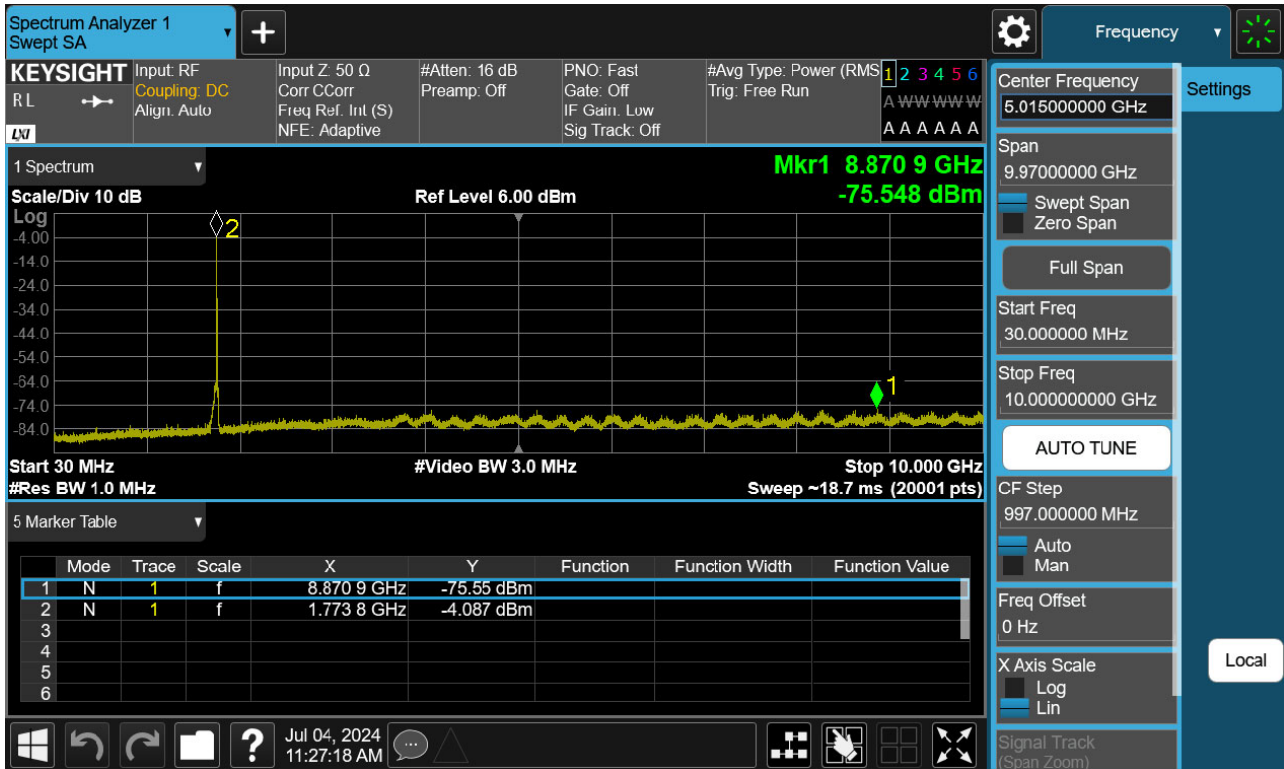 Spectrum Analyzer 1
Swept SA
+
Frequency
KEYSIGHT
R L
LXI
Input: RF
Coupling: DC
Align: Auto
Input Z: 50 Ω
Corr CCorr
Freq Ref: Int (S)
NFE: Adaptive
#Atten: 16 dB
Preamp: Off
PNO: Fast
Gate: Off
IF Gain: Low
Sig Track: Off
#Avg Type: Power (RMS
Trig: Free Run
1 2 3 4 5 6
A W W W W W
A A A A A A
1 Spectrum
Scale/Div 10 dB
Ref Level 6.00 dBm
Mkr1 8.870 9 GHz
-75.548 dBm
Log
-4.00
-14.0
-24.0
-34.0
-44.0
-54.0
-64.0
-74.0
-84.0
2
1
Start 30 MHz
#Video BW 3.0 MHz
Stop 10.000 GHz
#Res BW 1.0 MHz
Sweep ~18.7 ms (20001 pts)
5 Marker Table
Mode Trace Scale X Y Function Function Width Function Value
1 N 1 f 8.870 9 GHz -75.55 dBm
2 N 1 f 1.773 8 GHz -4.087 dBm
3
4
5
6
?
Jul 04, 2024
11:27:18 AM
Center Frequency
5.015000000 GHz
Settings
Span
9.97000000 GHz
Swept Span
Zero Span
Full Span
Start Freq
30.000000 MHz
Stop Freq
10.000000000 GHz
AUTO TUNE
CF Step
997.000000 MHz
Auto
Man
Freq Offset
0 Hz
X Axis Scale
Log
Lin
Local
Signal Track
(Span Zoom)